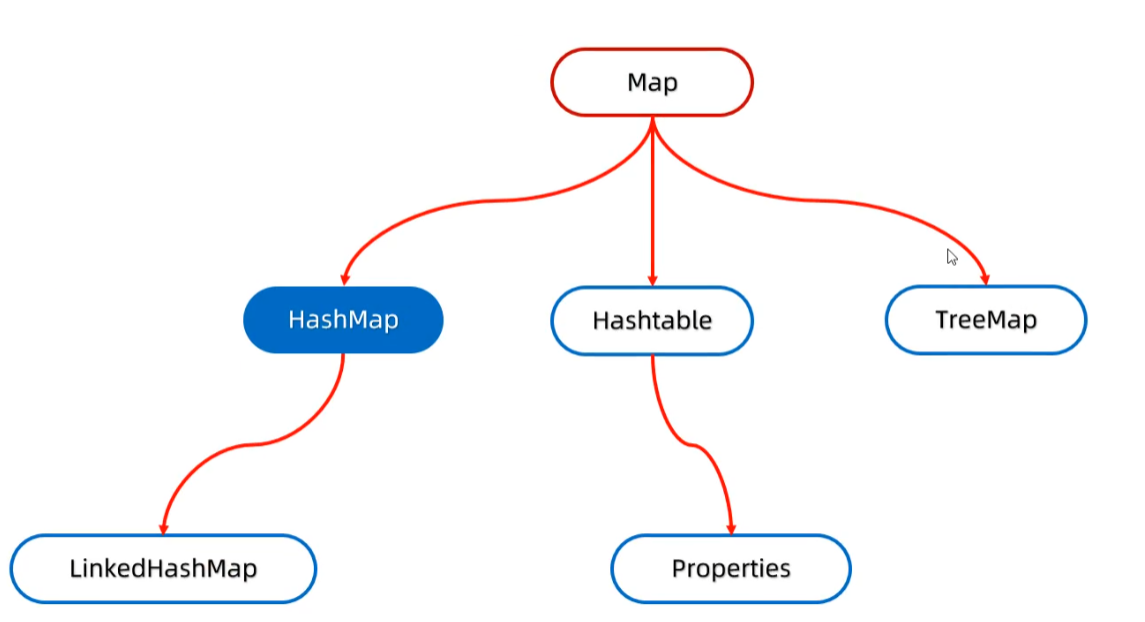 Map
HashMap
Hashtable
TreeMap
LinkedHashMap
Properties